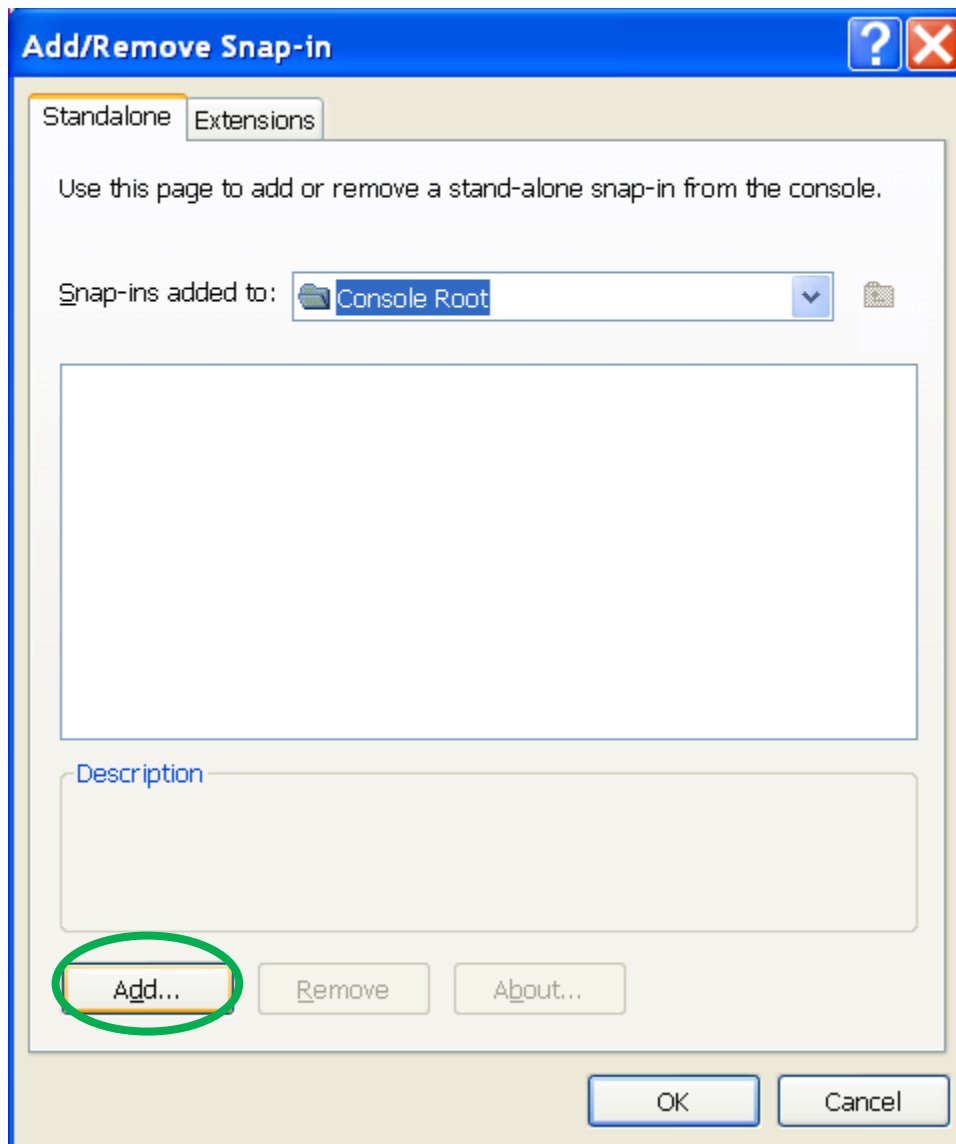 Add/Remove Snap-in
Standalone Extensions
Use this page to add or remove a stand-alone snap-in from the console.
Snap-ins added to: Console Root
Description
Add... Remove About...
OK Cancel